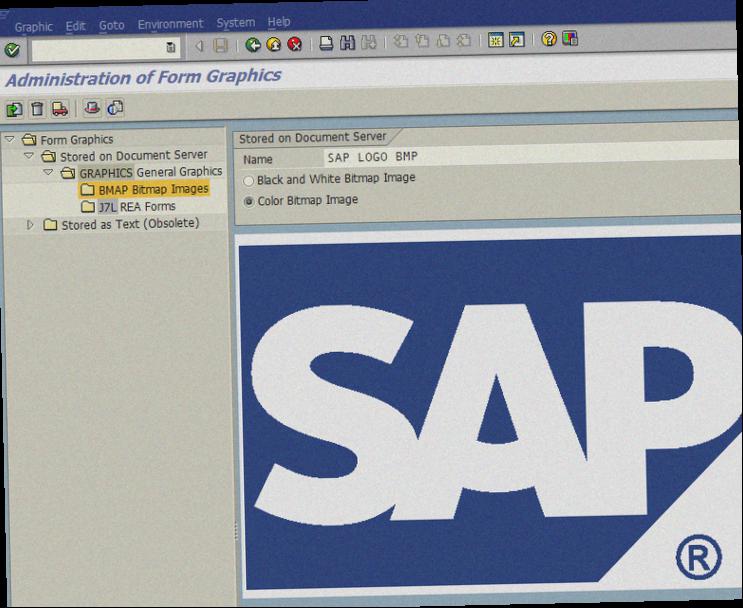 Graphic Edit Goto Environment System Help
Administration of Form Graphics
Form Graphics
Stored on Document Server
GRAPHICS General Graphics
BMAP Bitmap Images
J7L REA Forms
Stored as Text (Obsolete)
Stored on Document Server
Name SAP LOGO BMP
Black and White Bitmap Image
Color Bitmap Image
SAP
®